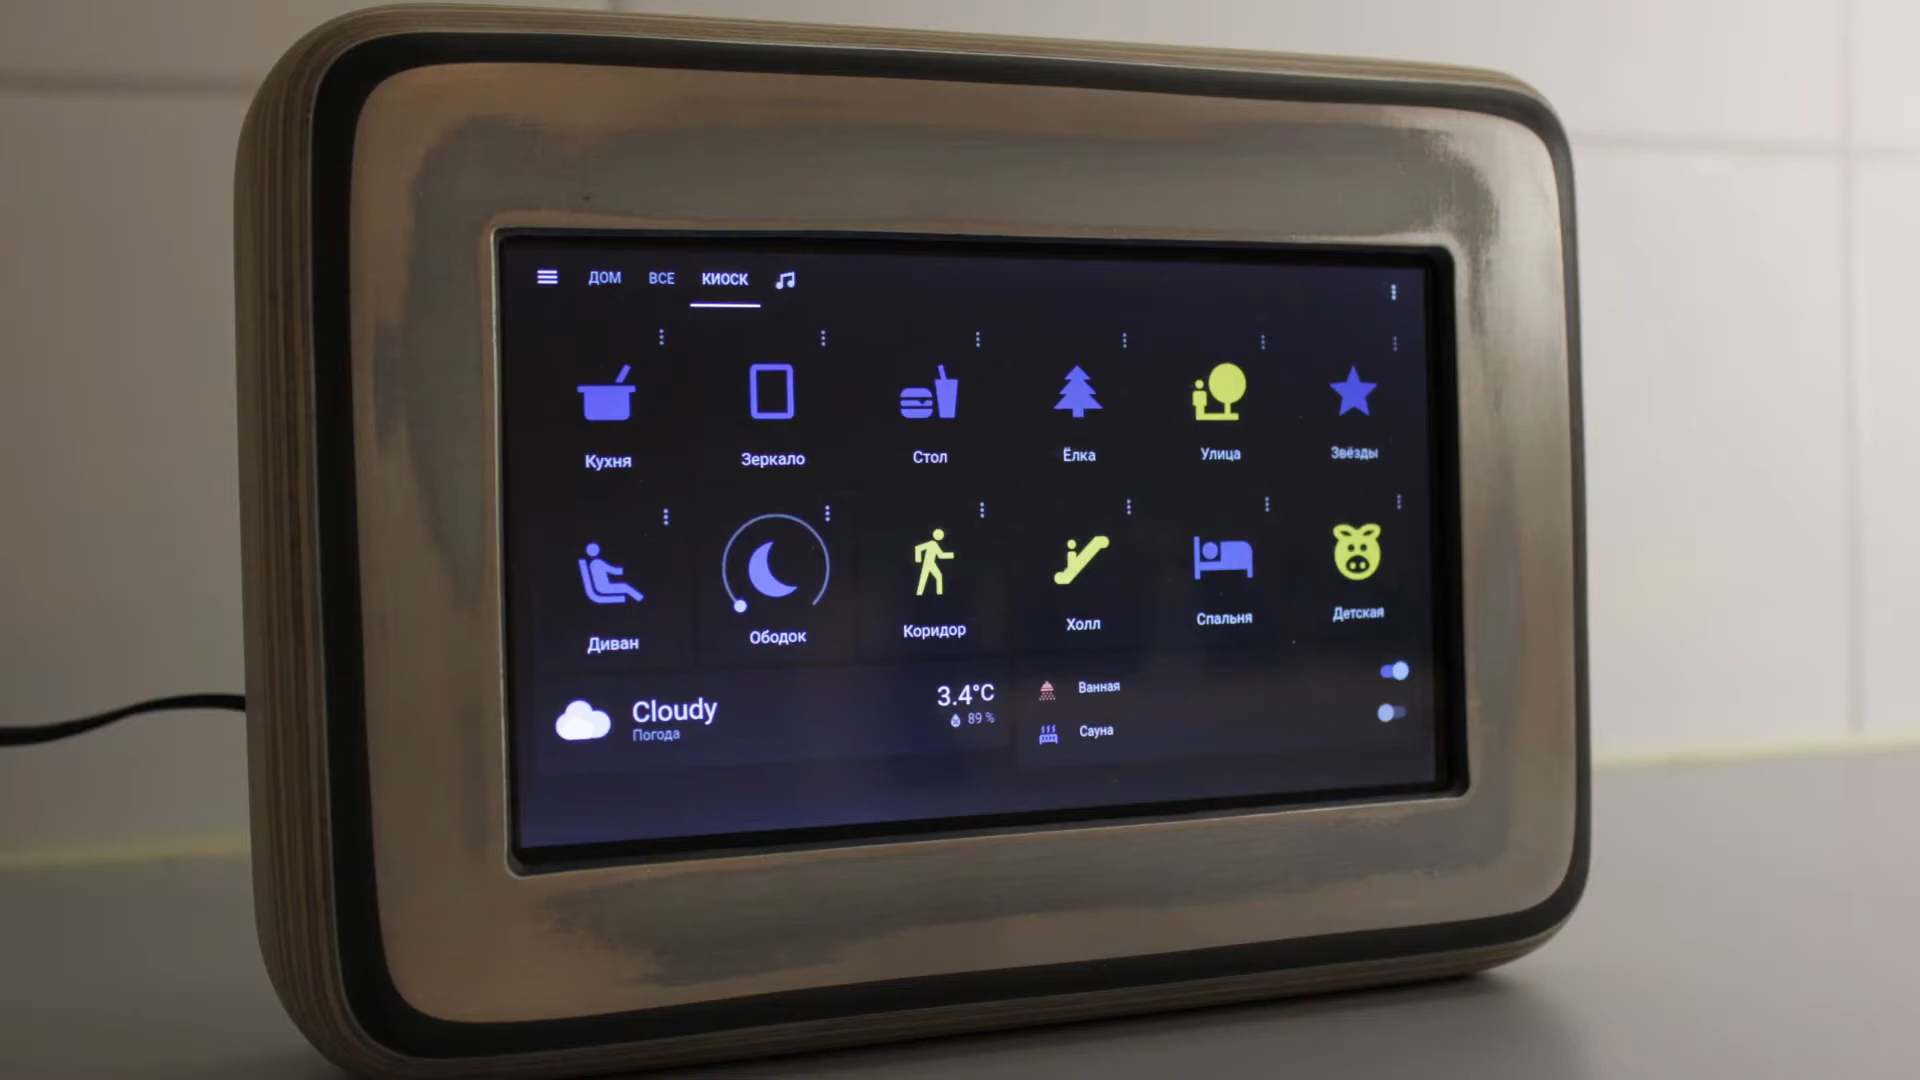 ДОМ ВСЕ КИОСК
Кухня Зеркало Стол Ёлка Улица Звёзды
Диван Ободок Коридор Холл Спальня Детская
Cloudy
Погода
3.4°C
89 %
Ванная
Сауна